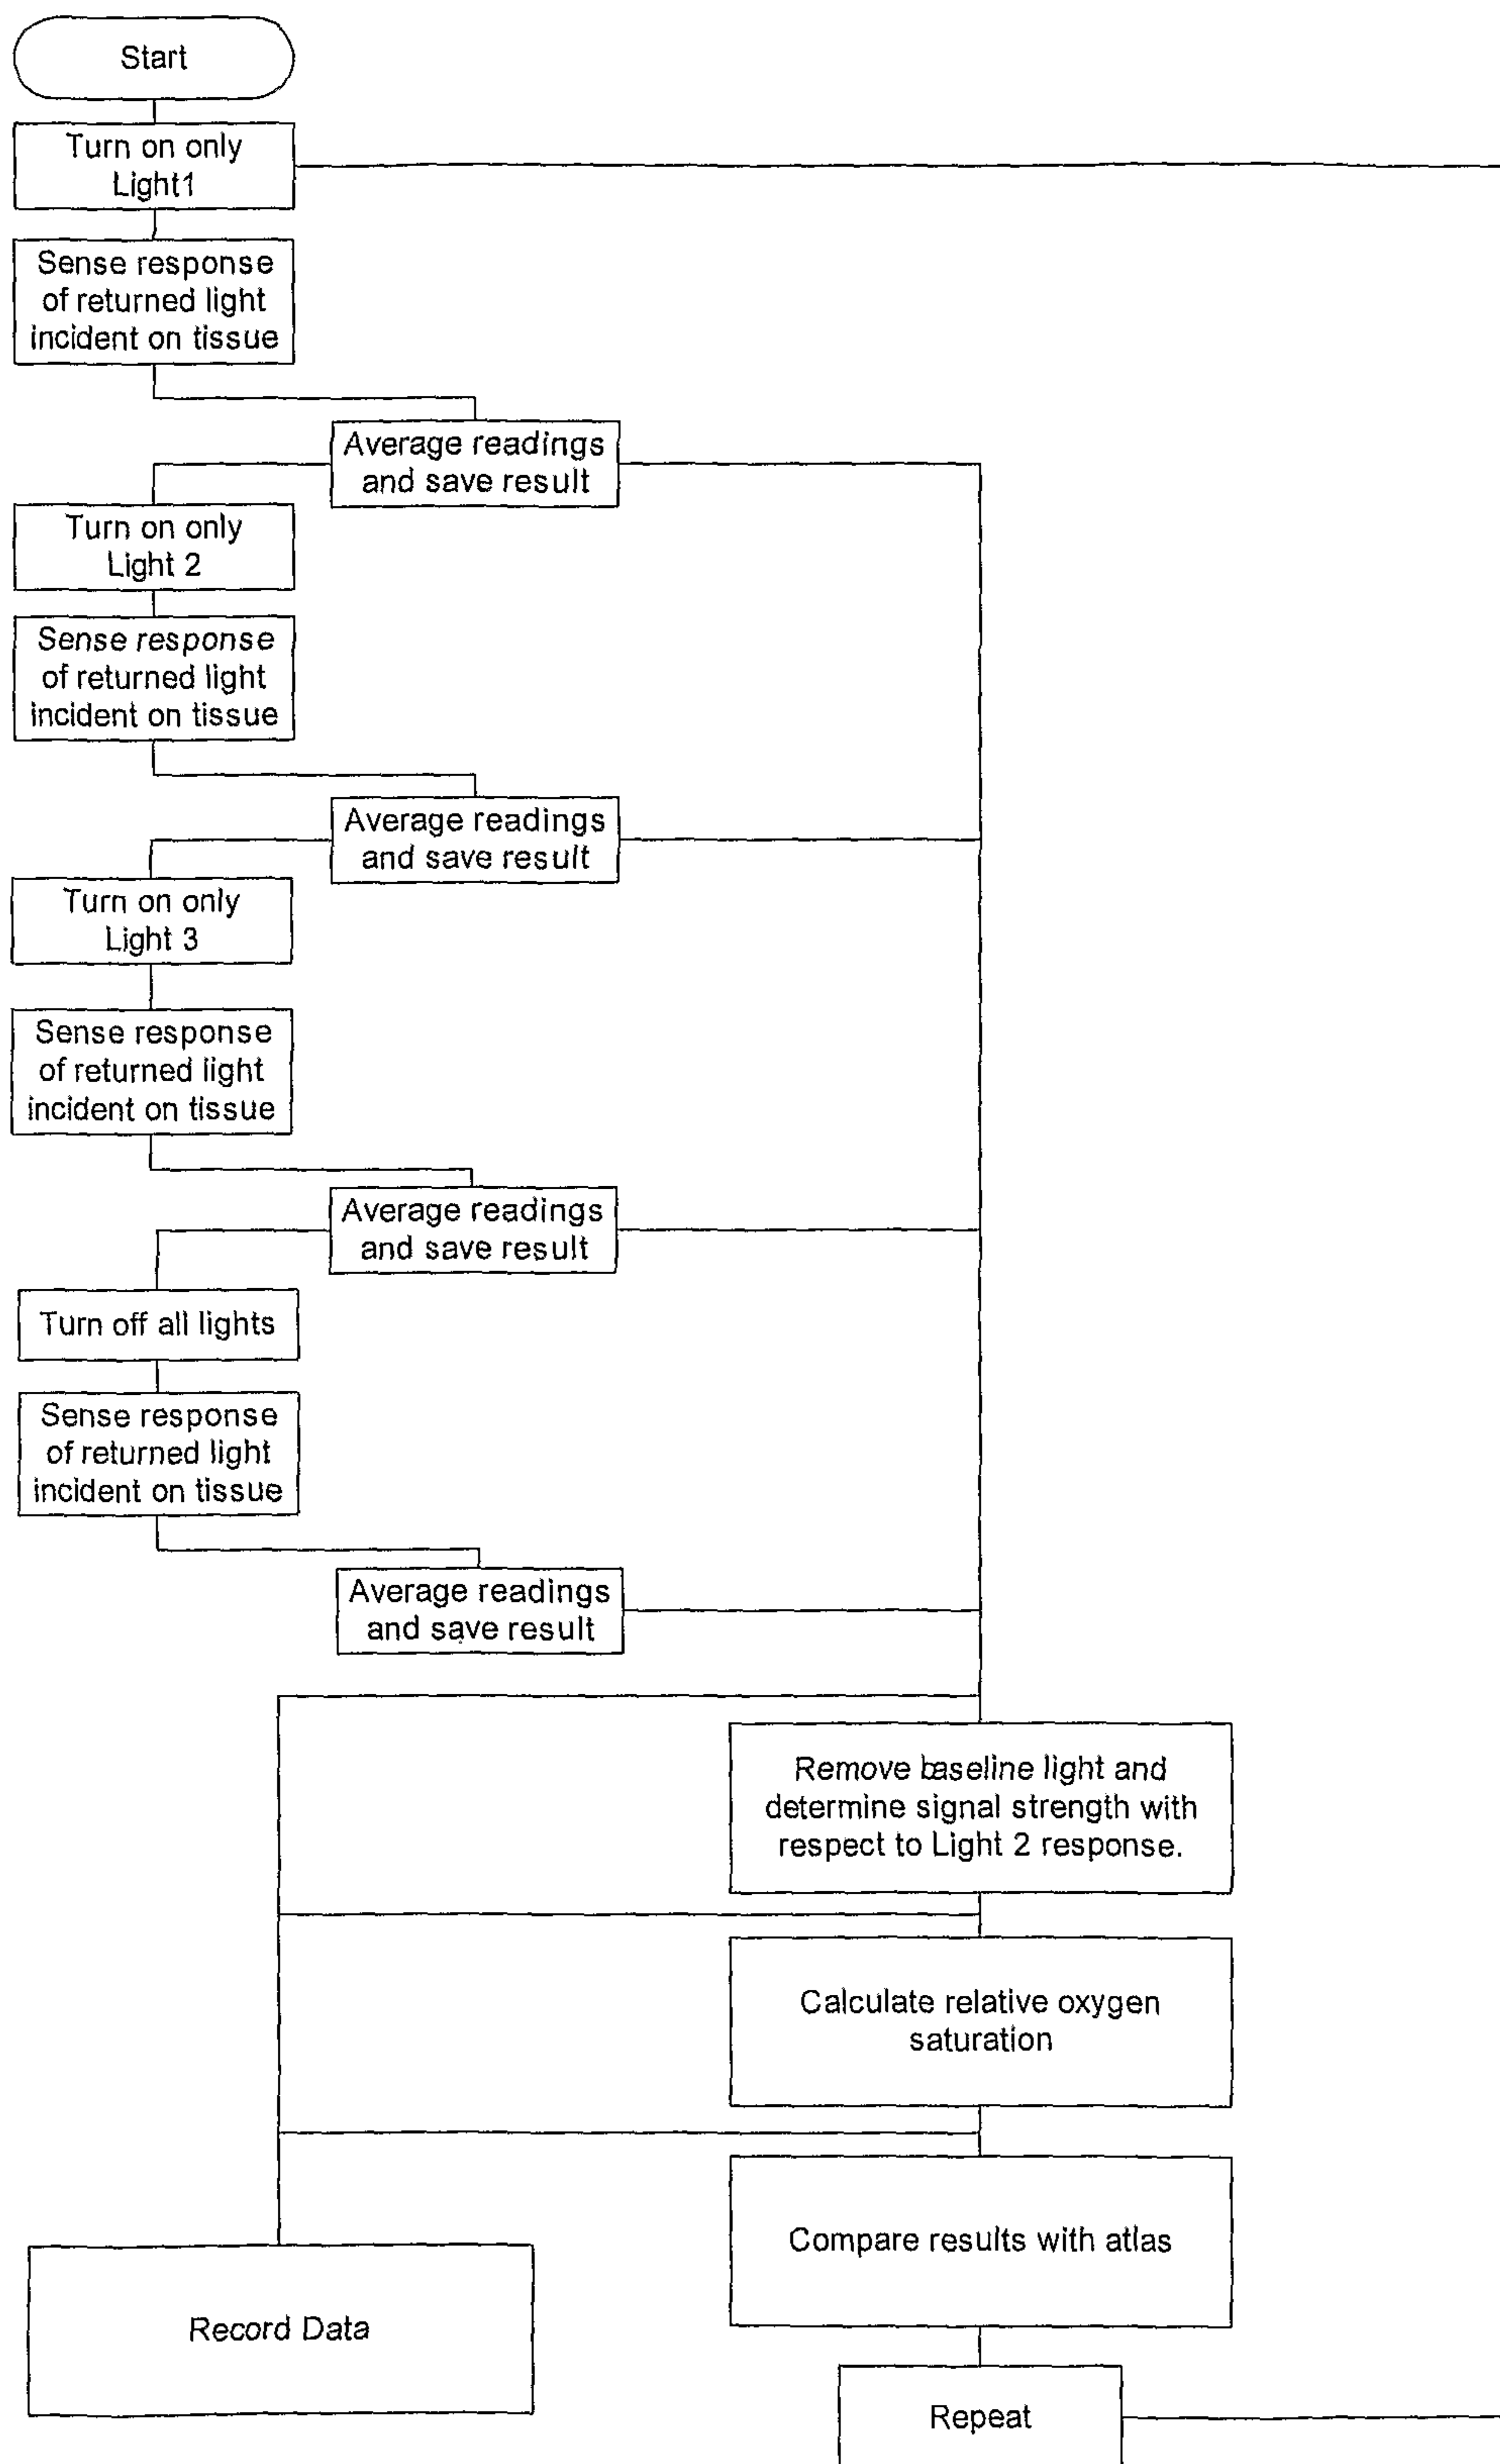 Start
Turn on only
Light1
Sense response
of returned light
incident on tissue
Average readings
and save result
Turn on only
Light 2
Sense response
of returned light
incident on tissue
Average readings
and save result
Turn on only
Light 3
Sense response
of returned light
incident on tissue
Average readings
and save result
Turn off all lights
Sense response
of returned light
incident on tissue
Average readings
and save result
Remove baseline light and
determine signal strength with
respect to Light 2 response.
Calculate relative oxygen
saturation
Compare results with atlas
Record Data
Repeat